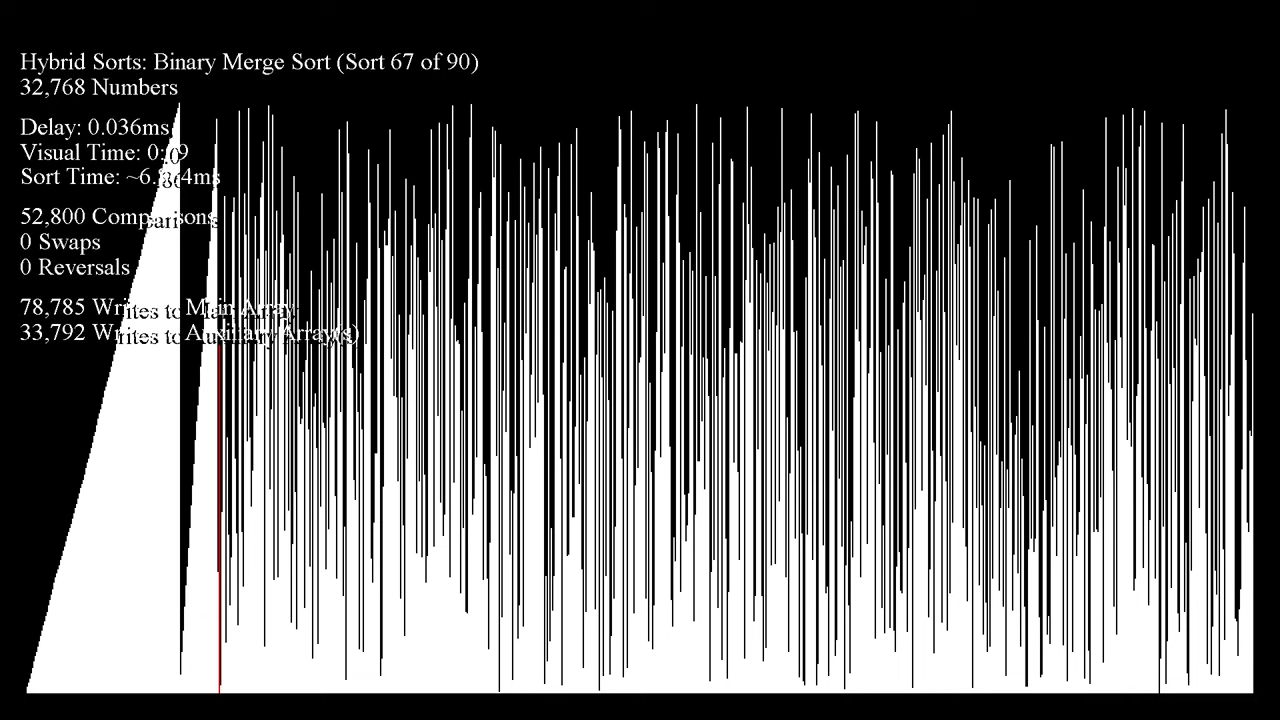 Hybrid Sorts: Binary Merge Sort (Sort 67 of 90)
32,768 Numbers
Delay: 0.036ms
Visual Time:
Sort Time:
52,800 Comparisons
0 Swaps
0 Reversals
78,785 Writes to Main Array
33,792 Writes to Auxiliary Array(s)